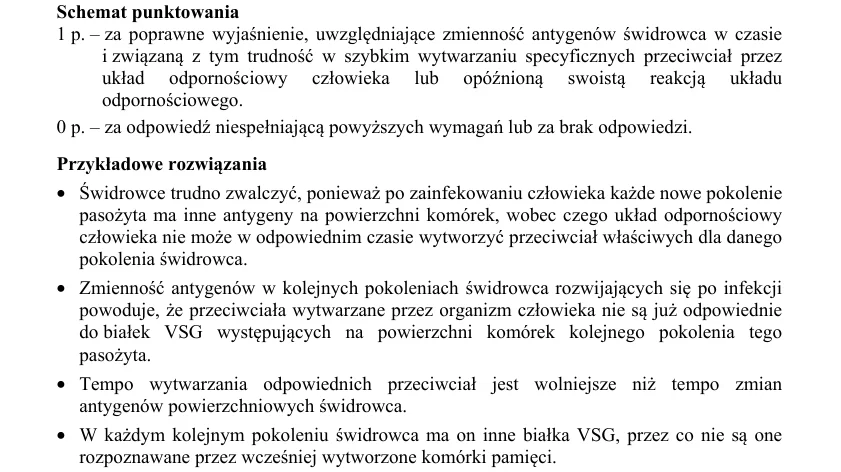 Schemat punktowania
1 p. – za poprawne wyjaśnienie, uwzględniające zmienność antygenów świdrowca w czasie
i związaną z tym trudność w szybkim wytwarzaniu specyficznych przeciwciał przez
układ odpornościowy człowieka lub opóźnioną swoistą reakcją układu
odpornościowego.
0 p. – za odpowiedź niespełniającą powyższych wymagań lub za brak odpowiedzi.
Przykładowe rozwiązania
• Świdrowce trudno zwalczyć, ponieważ po zainfekowaniu człowieka każde nowe pokolenie
pasożyta ma inne antygeny na powierzchni komórek, wobec czego układ odpornościowy
człowieka nie może w odpowiednim czasie wytworzyć przeciwciał właściwych dla danego
pokolenia świdrowca.
• Zmienność antygenów w kolejnych pokoleniach świdrowca rozwijających się po infekcji
powoduje, że przeciwciała wytwarzane przez organizm człowieka nie są już odpowiednie
do białek VSG występujących na powierzchni komórek kolejnego pokolenia tego
pasożyta.
• Tempo wytwarzania odpowiednich przeciwciał jest wolniejsze niż tempo zmian
antygenów powierzchniowych świdrowca.
• W każdym kolejnym pokoleniu świdrowca ma on inne białka VSG, przez co nie są one
rozpoznawane przez wcześniej wytworzone komórki pamięci.